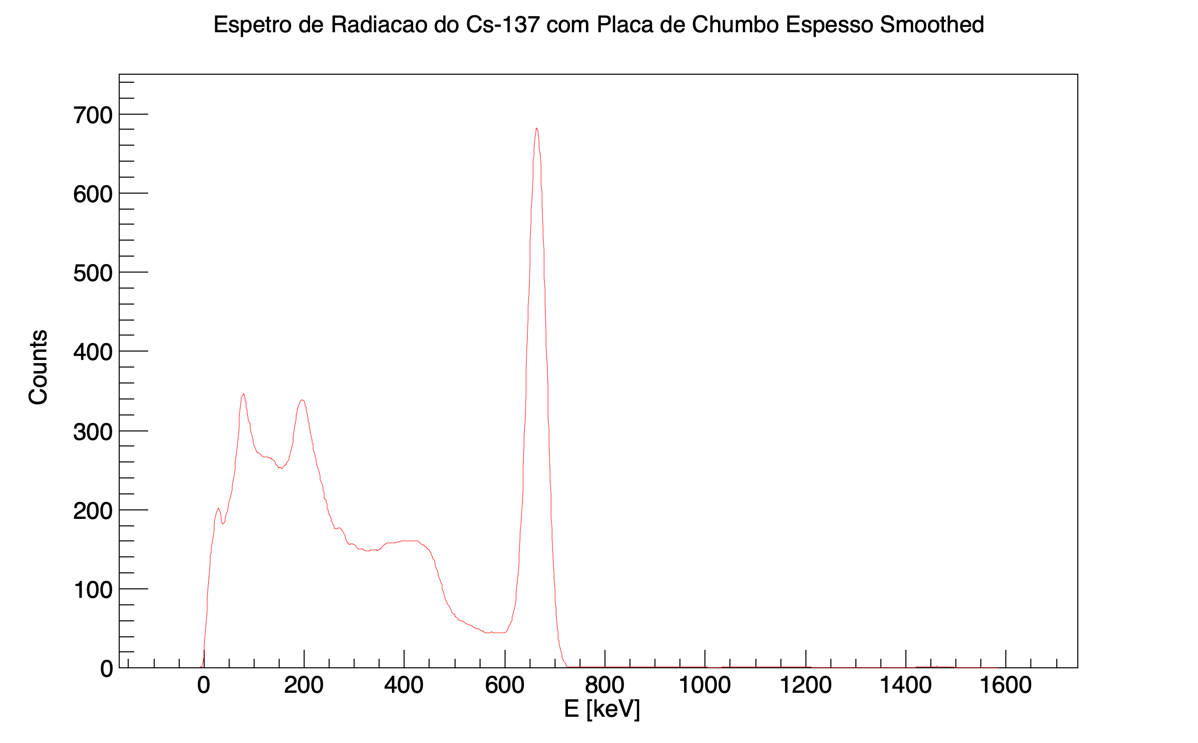 Espetro de Radiacao do Cs-137 com Placa de Chumbo Espesso Smoothed
700
600
500
400
300
200
100
0
Counts
0 200 400 600 800 1000 1200 1400 1600
E [keV]